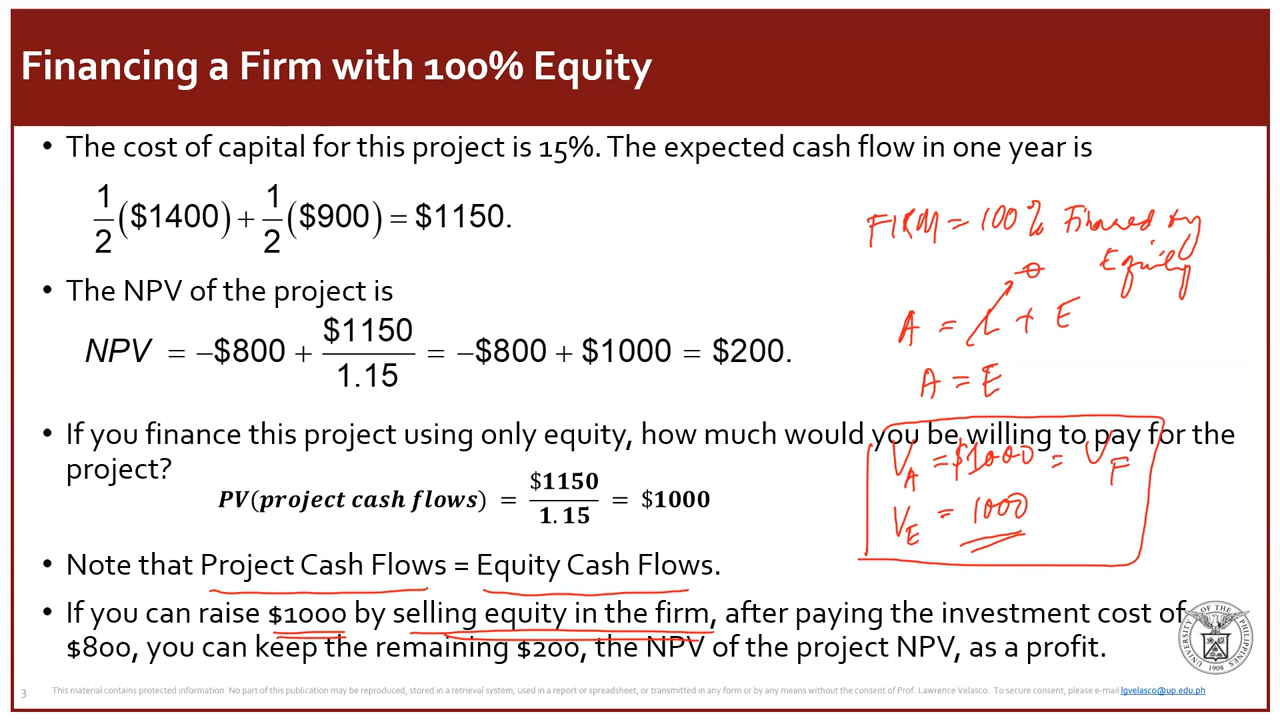 Financing a Firm with 100% Equity
• The cost of capital for this project is 15%. The expected cash flow in one year is
1/2 ($1400) + 1/2 ($900) = $1150.
• The NPV of the project is
NPV = −$800 + $1150/1.15 = −$800 + $1000 = $200.
• If you finance this project using only equity, how much would you be willing to pay for the
project?
PV(project cash flows) = $1150/1.15 = $1000
• Note that Project Cash Flows = Equity Cash Flows.
• If you can raise $1000 by selling equity in the firm, after paying the investment cost of
$800, you can keep the remaining $200, the NPV of the project NPV, as a profit.
FIRM = 100% Financed by
Equity
A = L + E
A = E
V_A = $1000 = V_F
V_E = 1000
UNIVERSITY OF THE PHILIPPINES
1908
3
This material contains protected information. No part of this publication may be reproduced, stored in a retrieval system, used in a report or spreadsheet, or transmitted in any form or by any means without the consent of Prof. Lawrence Velasco. To secure consent, please e-mail lgvelasco@up.edu.ph.